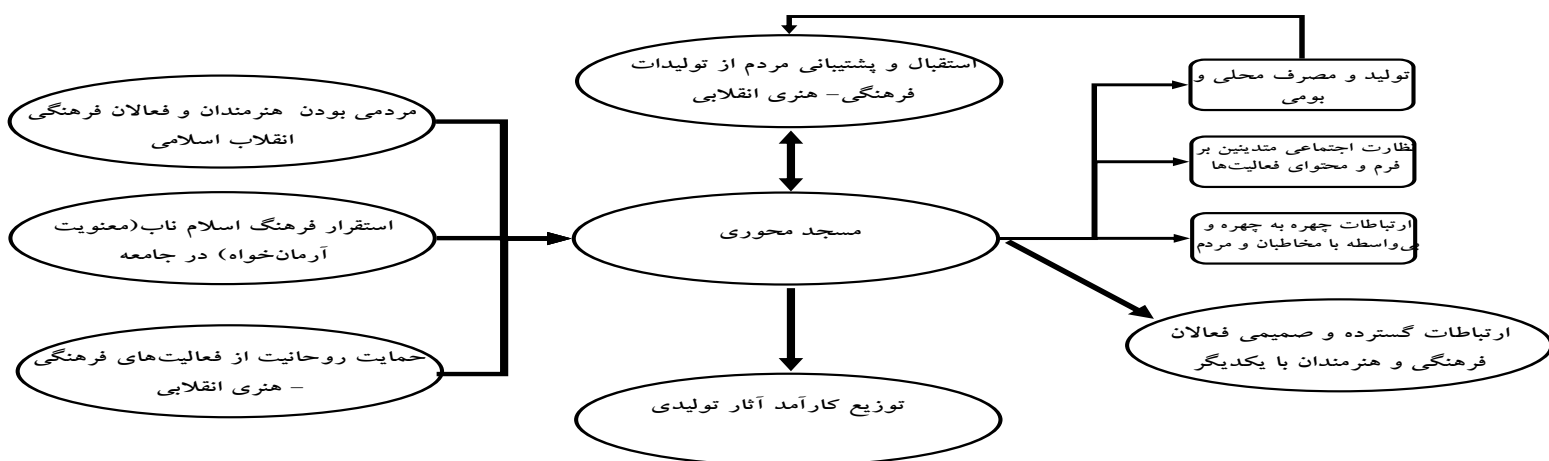 استقبال و پشتیبانی مردم از تولیدات
فرهنگی– هنری انقلابی
تولید و مصرف محلی و
بومی
مردمی بودن هنرمندان و فعالان فرهنگی
انقلاب اسلامی
نظارت اجتماعی متدینین بر
فرم و محتوای فعالیت‌ها
استقرار فرهنگ اسلام ناب(معنویت
آرمان‌خواه) در جامعه
مسجد محوری
ارتباطات چهره به چهره و
بی‌واسطه با مخاطبان و مردم
حمایت روحانیت از فعالیت‌های فرهنگی
– هنری انقلابی
ارتباطات گسترده و صمیمی فعالان
فرهنگی و هنرمندان با یکدیگر
توزیع کارآمد آثار تولیدی